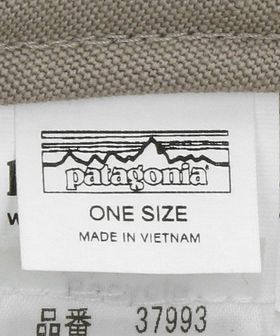 patagonia
ONE SIZE
MADE IN VIETNAM
品番 37993